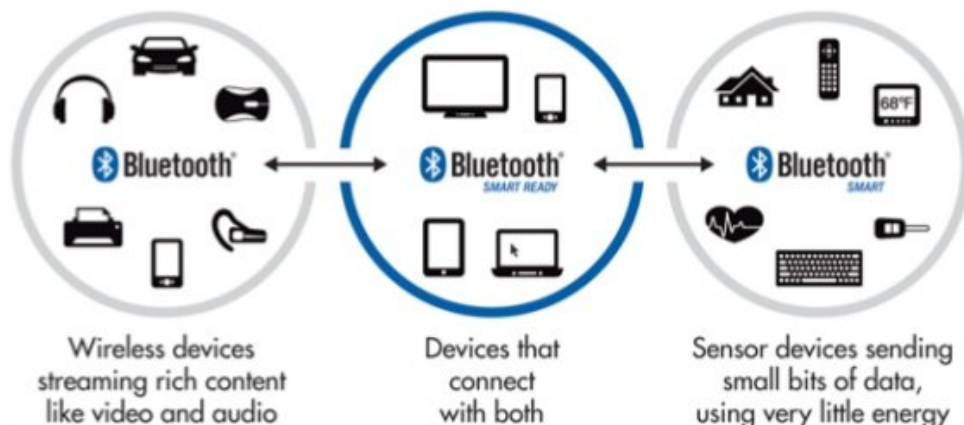 Bluetooth®
Bluetooth®
SMART READY
68°F
Bluetooth®
SMART
Wireless devices
streaming rich content
like video and audio
Devices that
connect
with both
Sensor devices sending
small bits of data,
using very little energy